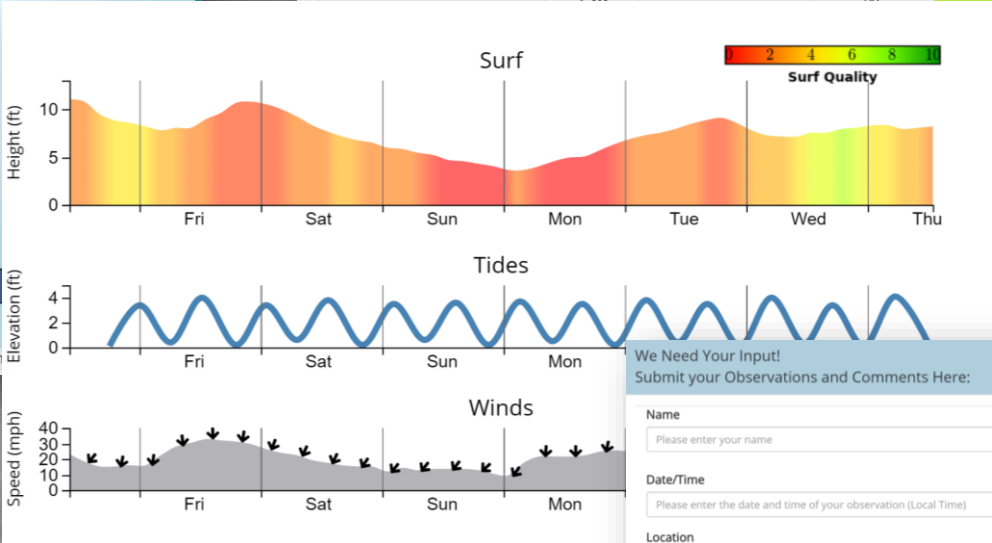 Surf
0 2 4 6 8 10
Surf Quality
Height (ft)
10
5
0
Fri Sat Sun Mon Tue Wed Thu
Tides
Elevation (ft)
4
2
0
Fri Sat Sun Mon
We Need Your Input!
Submit your Observations and Comments Here:
Name
Please enter your name
Date/Time
Please enter the date and time of your observation (Local Time)
Location
Winds
Speed (mph)
40
30
20
10
0
Fri Sat Sun Mon